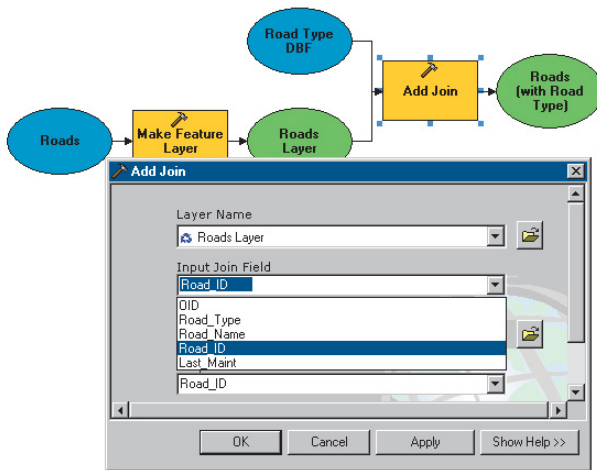 Road Type
DBF
Add Join
Roads
(with Road
Type)
Roads
Make Feature
Layer
Roads
Layer
Add Join
Layer Name
Roads Layer
Input Join Field
Road_ID
OID
Road_Type
Road_Name
Road_ID
Last_Maint
Road_ID
OK
Cancel
Apply
Show Help >>